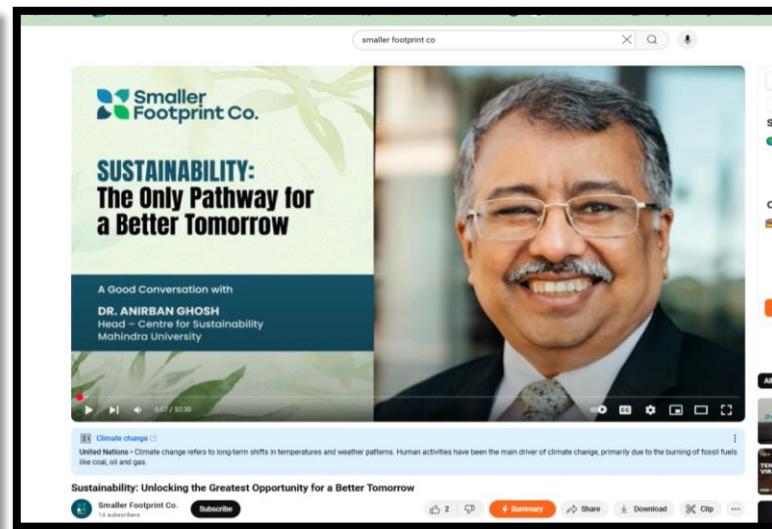 smaller footprint co
Smaller
Footprint Co.
SUSTAINABILITY:
The Only Pathway for
a Better Tomorrow
A Good Conversation with
DR. ANIRBAN GHOSH
Head – Centre for Sustainability
Mahindra University
0:07 / 32:30
Climate change
United Nations • Climate change refers to long-term shifts in temperatures and weather patterns. Human activities have been the main driver of climate change, primarily due to the burning of fossil fuels
like coal, oil and gas.
Sustainability: Unlocking the Greatest Opportunity for a Better Tomorrow
Smaller Footprint Co.
14 subscribers
Subscribe
2
Summary
Share
Download
Clip